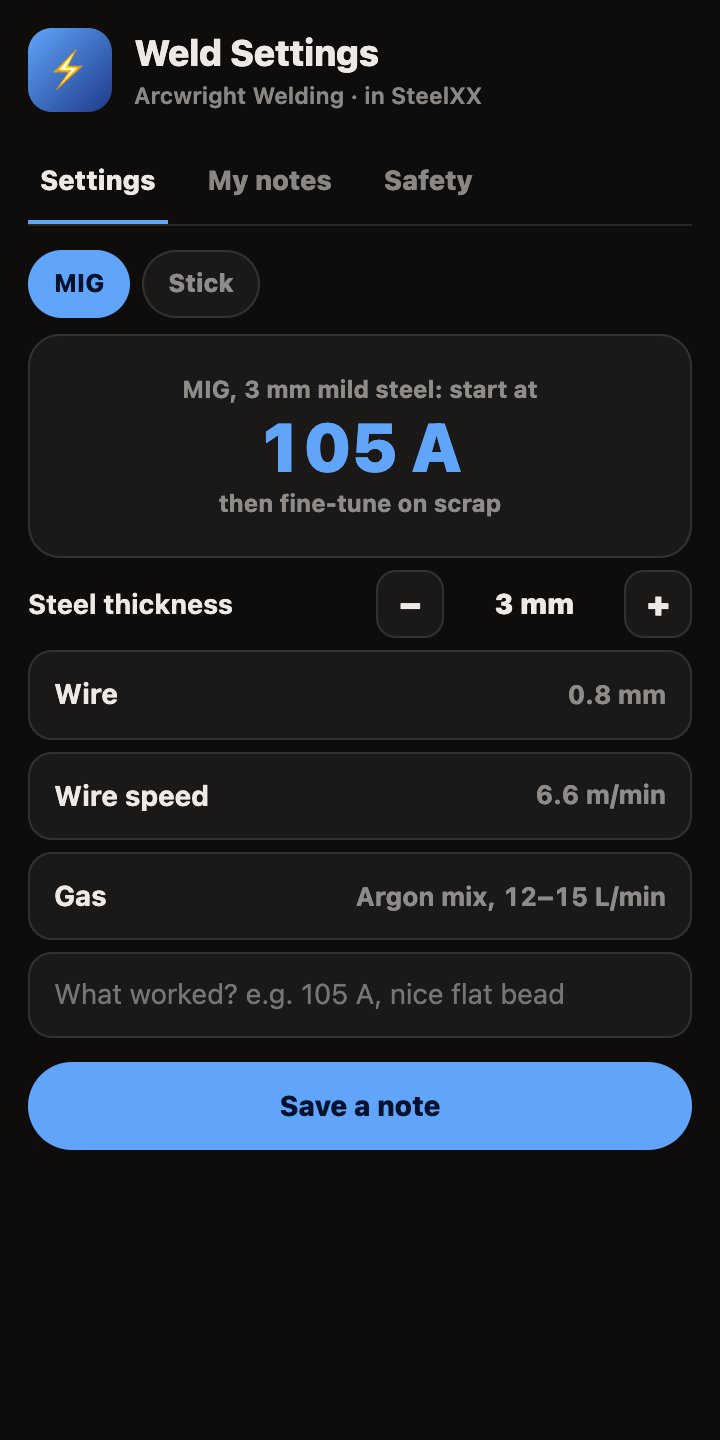 Weld Settings
Arcwright Welding · in SteelXX
Settings My notes Safety
MIG Stick
MIG, 3 mm mild steel: start at
105 A
then fine-tune on scrap
Steel thickness − 3 mm +
Wire 0.8 mm
Wire speed 6.6 m/min
Gas Argon mix, 12–15 L/min
What worked? e.g. 105 A, nice flat bead
Save a note